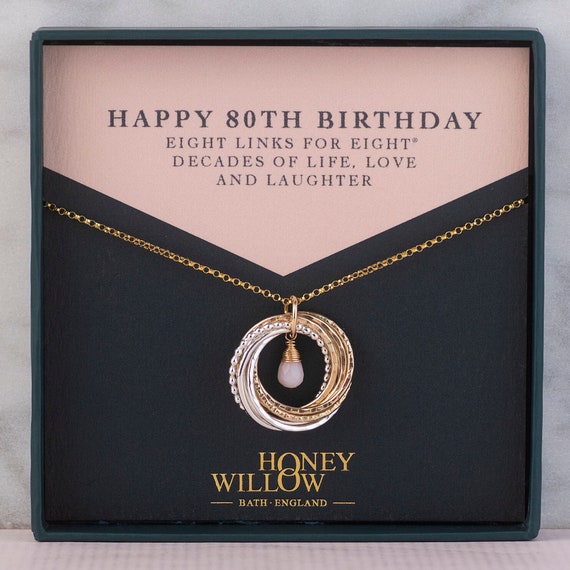 HAPPY 80TH BIRTHDAY
EIGHT LINKS FOR EIGHT®
DECADES OF LIFE, LOVE
AND LAUGHTER
HONEY
WILLOW
BATH · ENGLAND